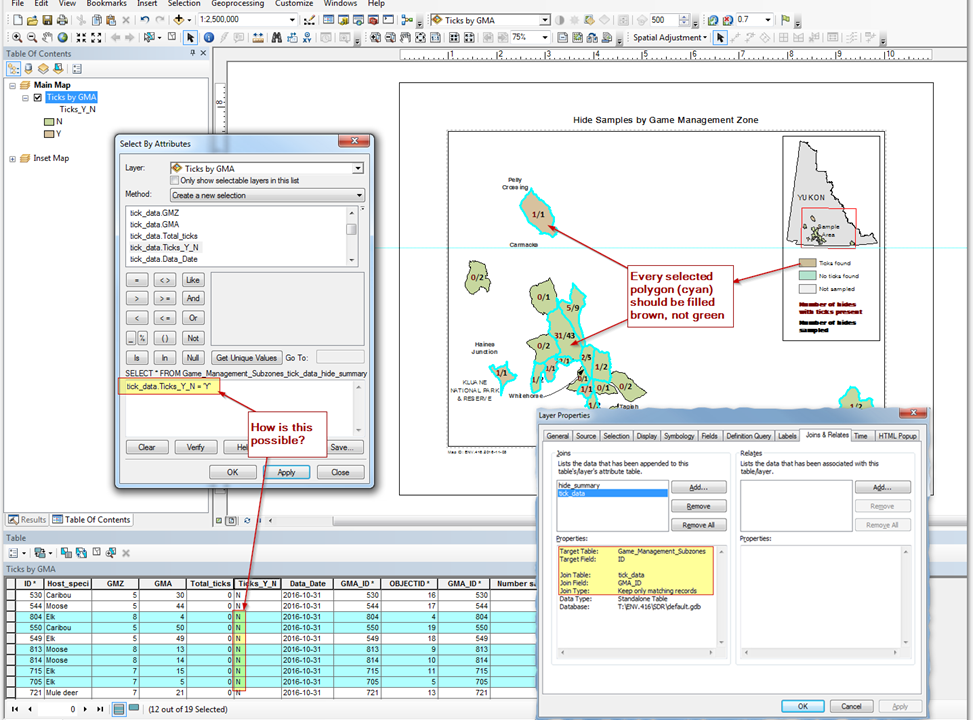 File Edit View Bookmarks Insert Selection Geoprocessing Customize Windows Help
1:2,500,000 Ticks by GMA 500 0.7
75% Spatial Adjustment
Table Of Contents
Main Map
Ticks by GMA
Ticks_Y_N
N
Y
Inset Map
Select By Attributes
Layer: Ticks by GMA
Only show selectable layers in this list
Method: Create a new selection
tick_data.GMZ
tick_data.GMA
tick_data.Total_ticks
tick_data.Ticks_Y_N
tick_data.Data_Date
= < > Like
> > = And
< < = Or
_ % ( ) Not
Is In Null Get Unique Values Go To:
SELECT * FROM Game_Management_Subzones_tick_data_hide_summary
tick_data.Ticks_Y_N = 'Y'
How is this
possible?
Clear Verify Hel Save...
OK Apply Close
Results Table Of Contents
8 9 10
Hide Samples by Game Management Zone
Pelly
Crossing
1/1
Carmacks
0/2
0/1
5/9
31/43
0/2
Haines
Junction
2/5
1/2
1/1
0/2
KLUANE
NATIONAL PARK
& RESERVE
Whitehorse
1/2
Every selected
polygon (cyan)
should be filled
brown, not green
YUKON
Sample
Area
Ticks found
No ticks found
Not sampled
Number of hides
with ticks present
Number of hides
sampled
Layer Properties
General Source Selection Display Symbology Fields Definition Query Labels Joins & Relates Time HTML Popup
Joins
Lists the data that has been appended to this
table's/layer's attribute table.
hide_summary
tick_data
Add...
Remove
Remove All
Properties:
Target Table: Game_Management_Subzones
Target Field: ID
Join Table: tick_data
Join Field: GMA_ID
Join Type: Keep only matching records
Data Type: Standalone Table
Database: T:\ENV.416\SDR\default.gdb
Relates
Lists the data that has been associated with this
table/layer.
Add...
Remove
Remove All
Properties:
OK Cancel Apply
Table
Ticks by GMA
ID * Host_speci GMZ GMA Total_ticks Ticks_Y_N Data_Date GMA_ID * OBJECTID * GMA_ID * Number sa
530 Caribou 5 30 0 N 2016-10-31 530 16 530
544 Moose 5 44 0 N 2016-10-31 544 17 544
804 Elk 8 4 0 N 2016-10-31 804 4 804
550 Caribou 5 50 0 N 2016-10-31 550 19 550
549 Elk 5 49 0 N 2016-10-31 549 18 549
813 Moose 8 13 0 N 2016-10-31 813 9 813
814 Moose 8 14 0 N 2016-10-31 814 10 814
715 Elk 7 15 0 N 2016-10-31 715 11 715
705 Elk 7 5 0 N 2016-10-31 705 5 705
721 Mule deer 7 21 0 N 2016-10-31 721 13 721
0 (12 out of 19 Selected)